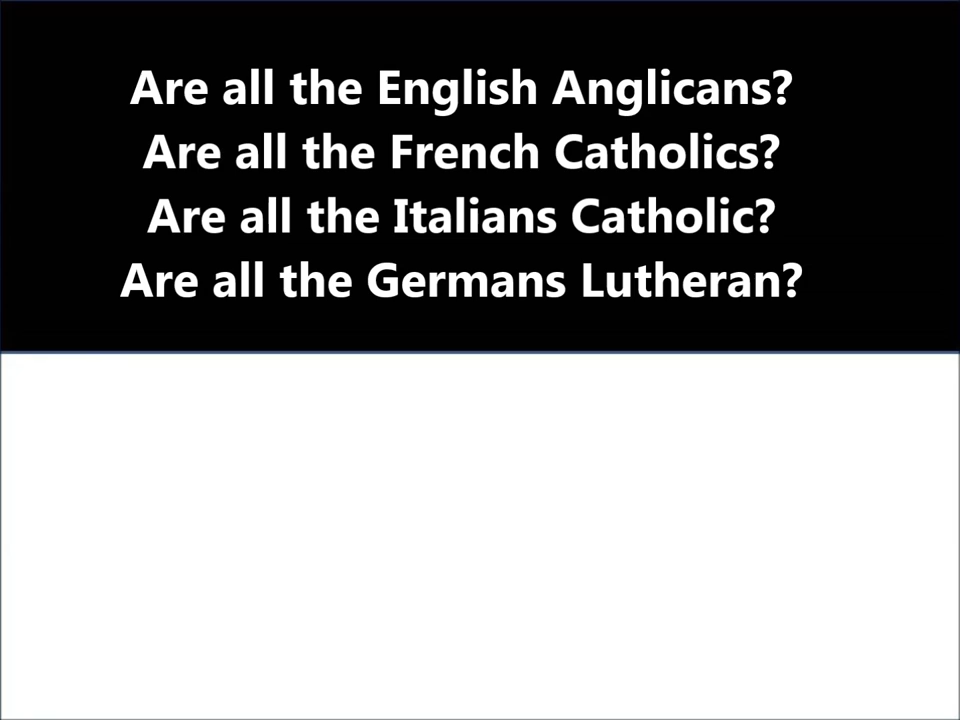 Are all the English Anglicans?
Are all the French Catholics?
Are all the Italians Catholic?
Are all the Germans Lutheran?